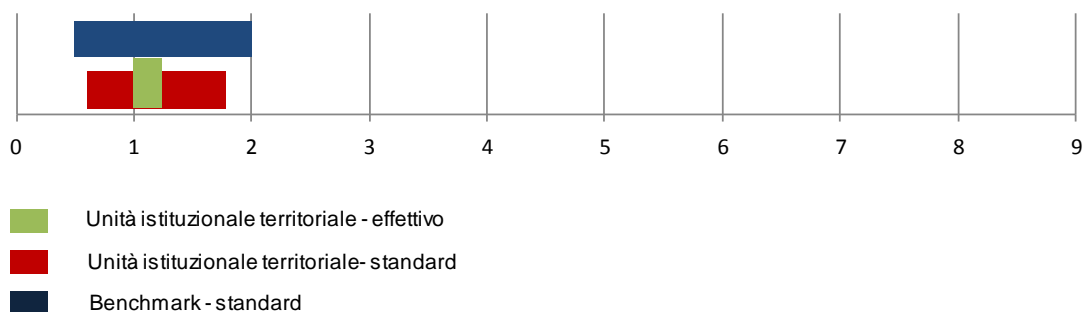 0 1 2 3 4 5 6 7 8 9
Unità istituzionale territoriale - effettivo
Unità istituzionale territoriale- standard
Benchmark - standard